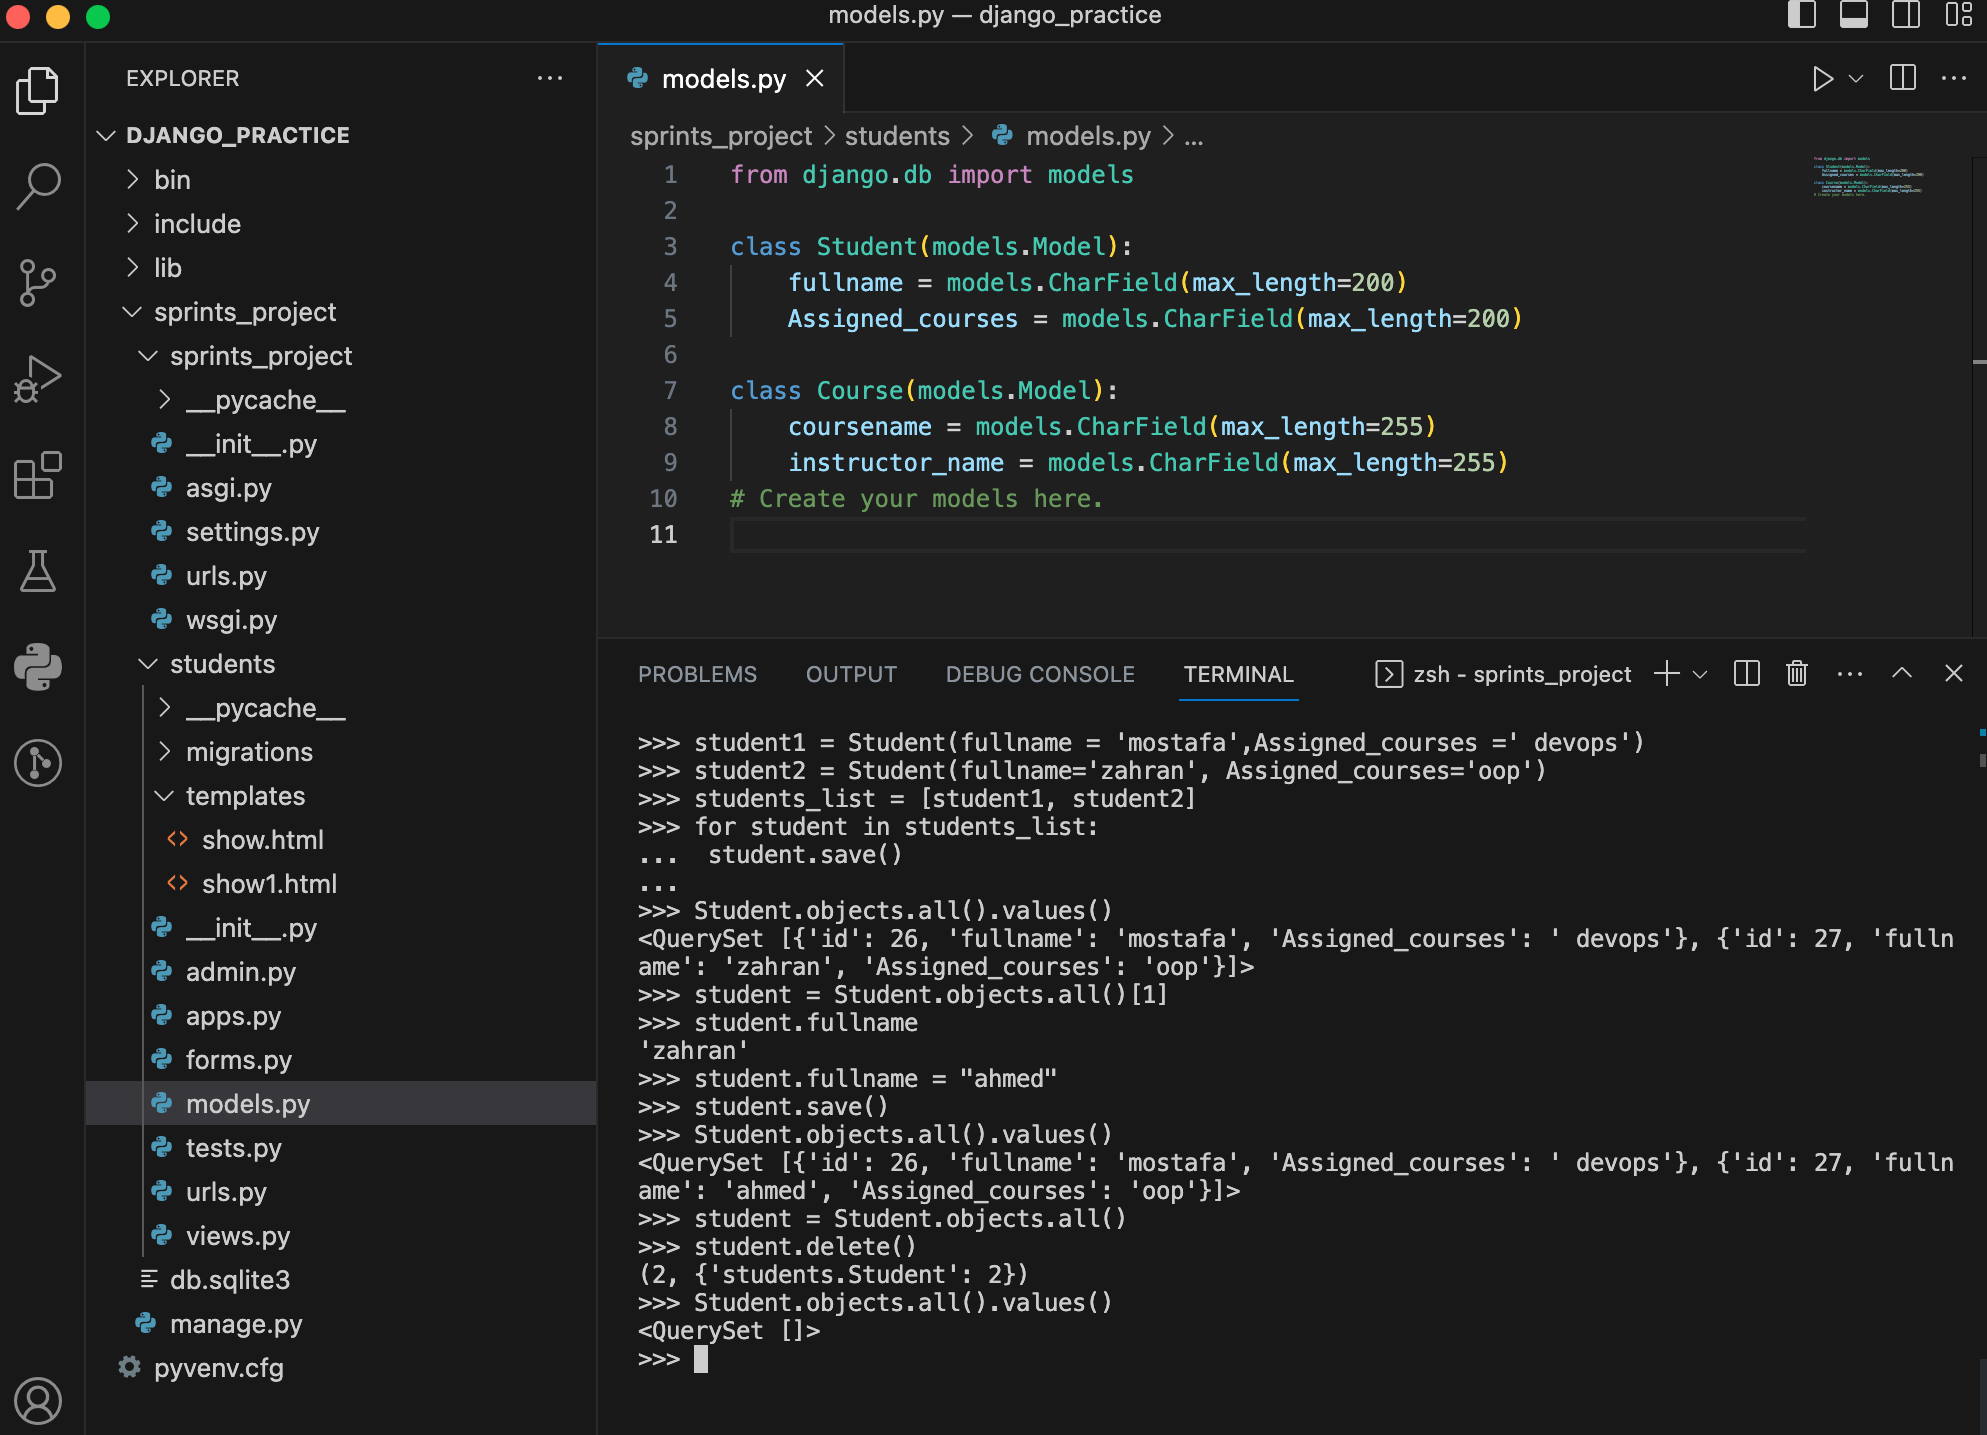 models.py — django_practice
EXPLORER
DJANGO_PRACTICE
bin
include
lib
sprints_project
sprints_project
__pycache__
__init__.py
asgi.py
settings.py
urls.py
wsgi.py
students
__pycache__
migrations
templates
show.html
show1.html
__init__.py
admin.py
apps.py
forms.py
models.py
tests.py
urls.py
views.py
db.sqlite3
manage.py
pyvenv.cfg
models.py
sprints_project > students > models.py > ...
1 from django.db import models
2
3 class Student(models.Model):
4 fullname = models.CharField(max_length=200)
5 Assigned_courses = models.CharField(max_length=200)
6
7 class Course(models.Model):
8 coursename = models.CharField(max_length=255)
9 instructor_name = models.CharField(max_length=255)
10 # Create your models here.
11
PROBLEMS OUTPUT DEBUG CONSOLE TERMINAL zsh - sprints_project
>>> student1 = Student(fullname = 'mostafa',Assigned_courses =' devops')
>>> student2 = Student(fullname='zahran', Assigned_courses='oop')
>>> students_list = [student1, student2]
>>> for student in students_list:
...  student.save()
...
>>> Student.objects.all().values()
<QuerySet [{'id': 26, 'fullname': 'mostafa', 'Assigned_courses': ' devops'}, {'id': 27, 'fulln
ame': 'zahran', 'Assigned_courses': 'oop'}]>
>>> student = Student.objects.all()[1]
>>> student.fullname
'zahran'
>>> student.fullname = "ahmed"
>>> student.save()
>>> Student.objects.all().values()
<QuerySet [{'id': 26, 'fullname': 'mostafa', 'Assigned_courses': ' devops'}, {'id': 27, 'fulln
ame': 'ahmed', 'Assigned_courses': 'oop'}]>
>>> student = Student.objects.all()
>>> student.delete()
(2, {'students.Student': 2})
>>> Student.objects.all().values()
<QuerySet []>
>>>